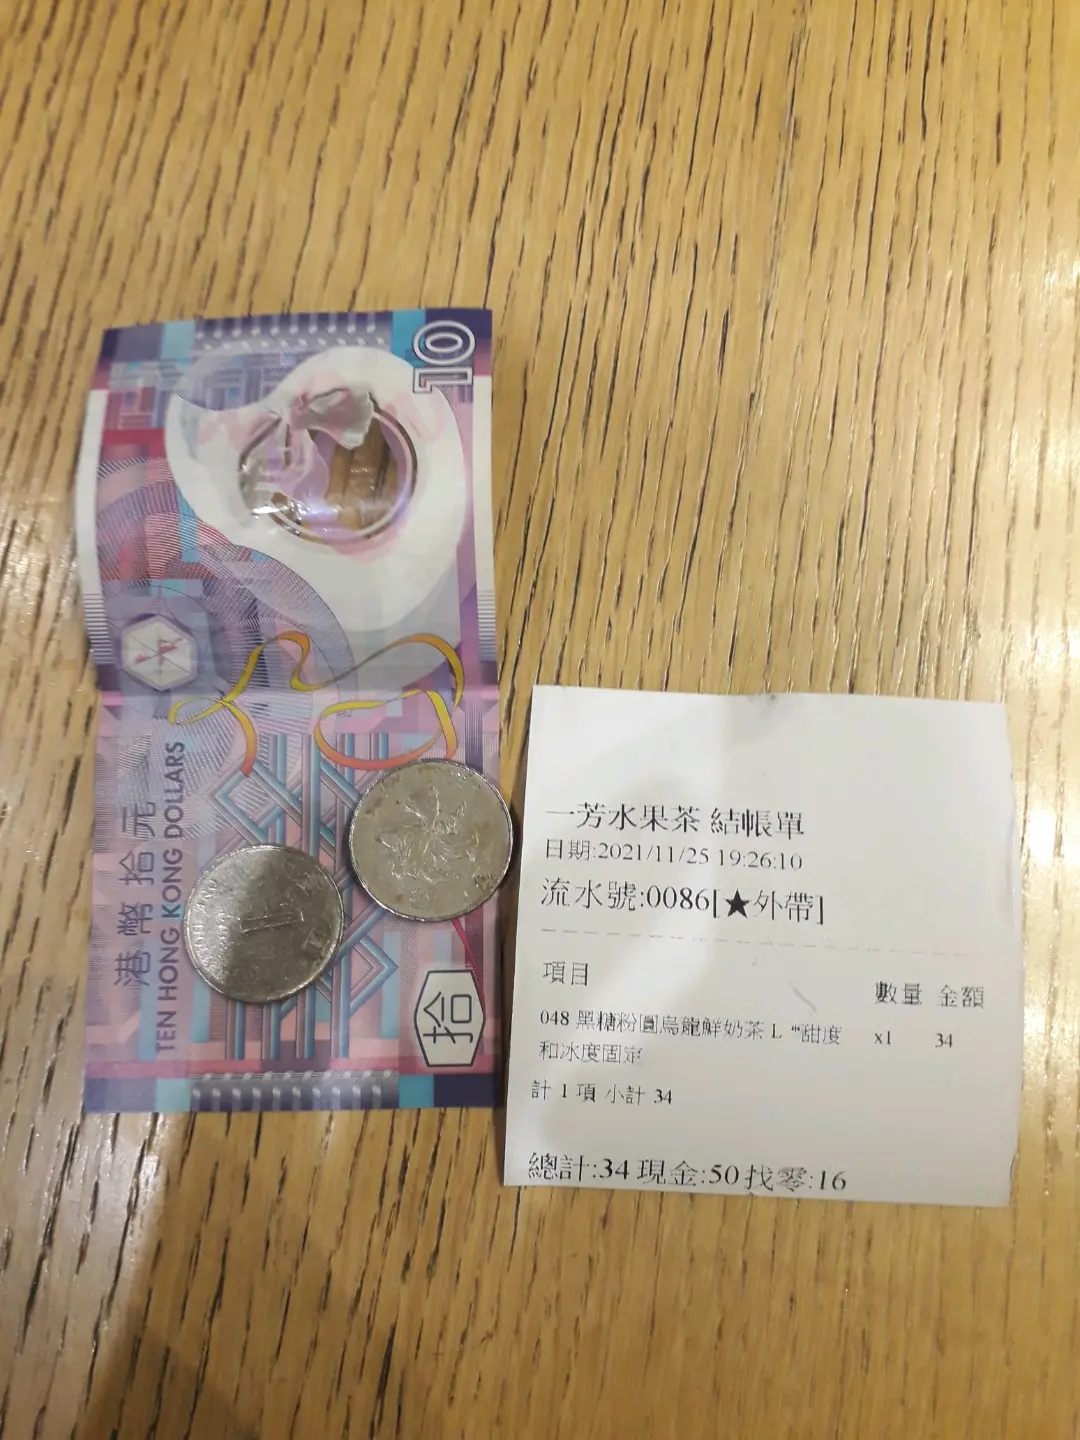 10
港幣拾元
TEN HONG KONG DOLLARS
拾
1
一芳水果茶 結帳單
日期:2021/11/25 19:26:10
流水號:0086[★外帶]
項目 數量 金額
048 黑糖粉圓烏龍鮮奶茶 L **甜度 x1 34
和冰度固定
計 1 項 小計 34
總計:34 現金:50 找零:16